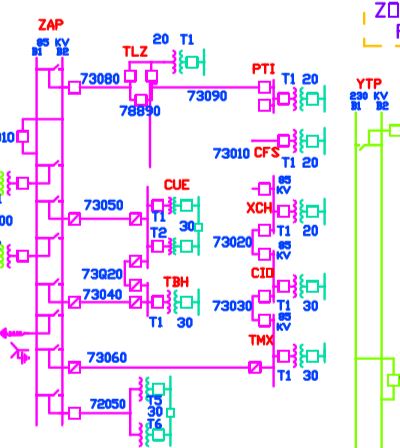 ZO
ZAP
85 KV
B1 B2
TLZ
20 T1
73080
78890
73090
PTI
T1 20
YTP
230 KV
B1 B2
010
73010 CFS
T1 20
CUE
85
KV
73050
T1
XCH
00
30
T1 20
T2
73020
85
KV
73Q20
CID
TBH
73040
73030
T1 30
T1 30
85
KV
TMX
73060
T1 30
72050
T5
30
T6